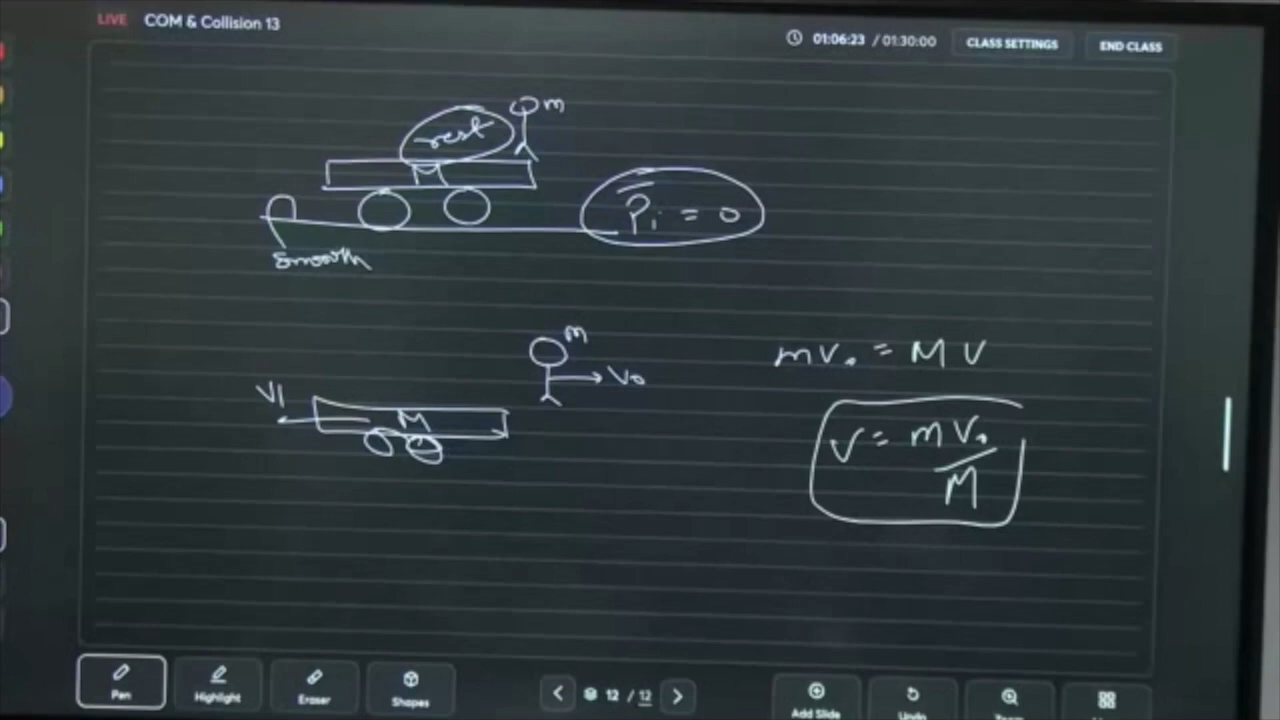 LIVE COM & Collision 13
01:06:23 / 01:30:00 CLASS SETTINGS END CLASS
m
rest
M
P̅i = 0
Smooth
m
V0
V1
M
mV0 = MV
V = mV0/M
Pen Highlight Eraser Shapes 12 / 12 Add Slide Undo Zoom